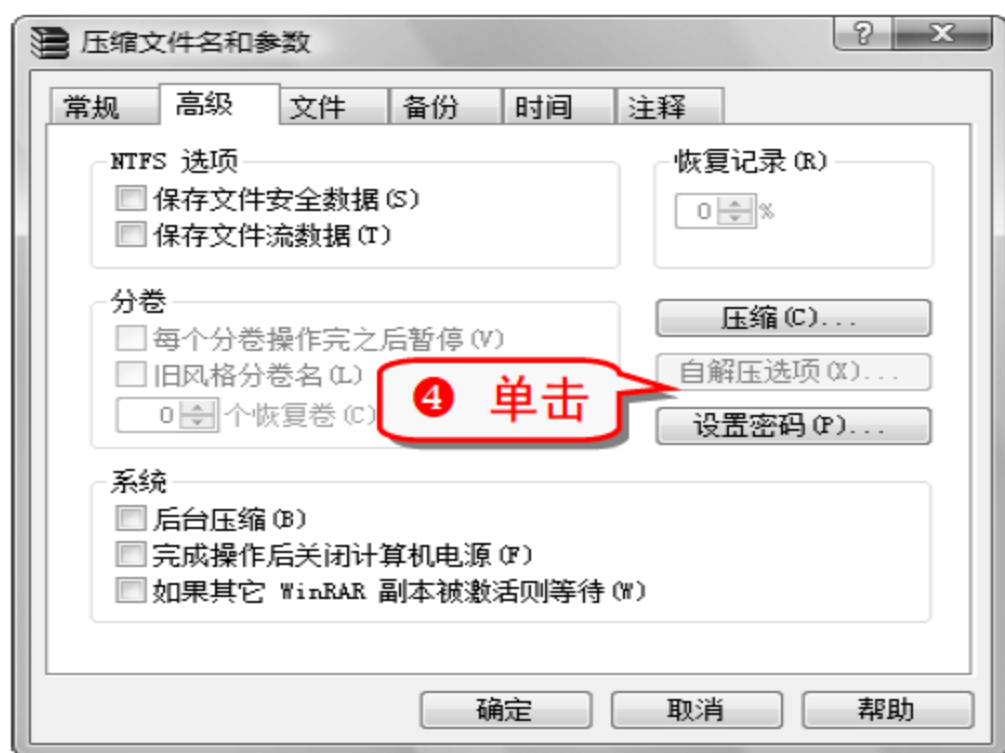 压缩文件名和参数
常规 高级 文件 备份 时间 注释
NTFS 选项
保存文件安全数据(S)
保存文件流数据(T)
恢复记录(R)
0 %
分卷
每个分卷操作完之后暂停(V)
旧风格分卷名(L)
0 个恢复卷(C)
压缩(C)...
自解压选项(X)...
设置密码(P)...
❹ 单击
系统
后台压缩(B)
完成操作后关闭计算机电源(F)
如果其它 WinRAR 副本被激活则等待(W)
确定 取消 帮助